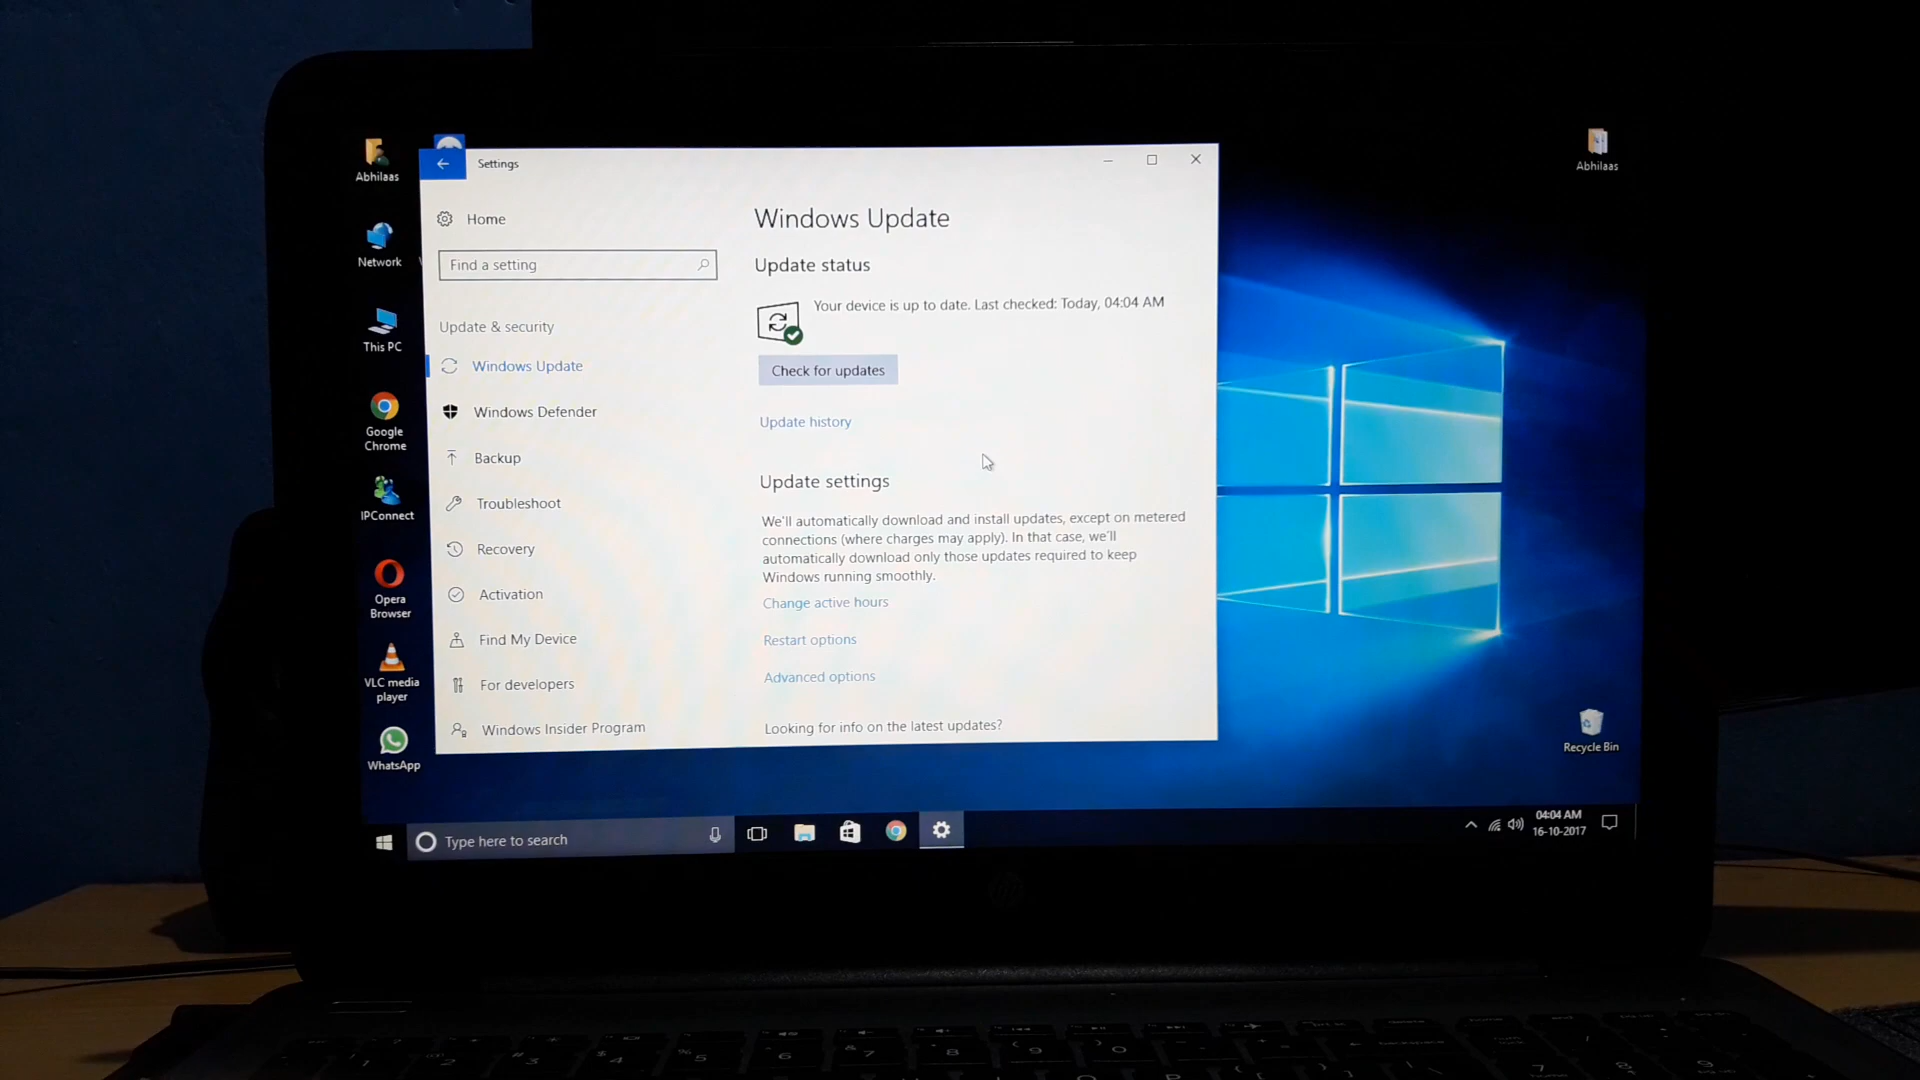 Abhilaas
Network
This PC
Google
Chrome
IPConnect
Opera
Browser
VLC media
player
WhatsApp
Settings
Home
Find a setting
Update & security
Windows Update
Windows Defender
Backup
Troubleshoot
Recovery
Activation
Find My Device
For developers
Windows Insider Program
Windows Update
Update status
Your device is up to date. Last checked: Today, 04:04 AM
Check for updates
Update history
Update settings
We'll automatically download and install updates, except on metered
connections (where charges may apply). In that case, we'll
automatically download only those updates required to keep
Windows running smoothly.
Change active hours
Restart options
Advanced options
Looking for info on the latest updates?
Abhilaas
Recycle Bin
Type here to search
04:04 AM
16-10-2017
hp